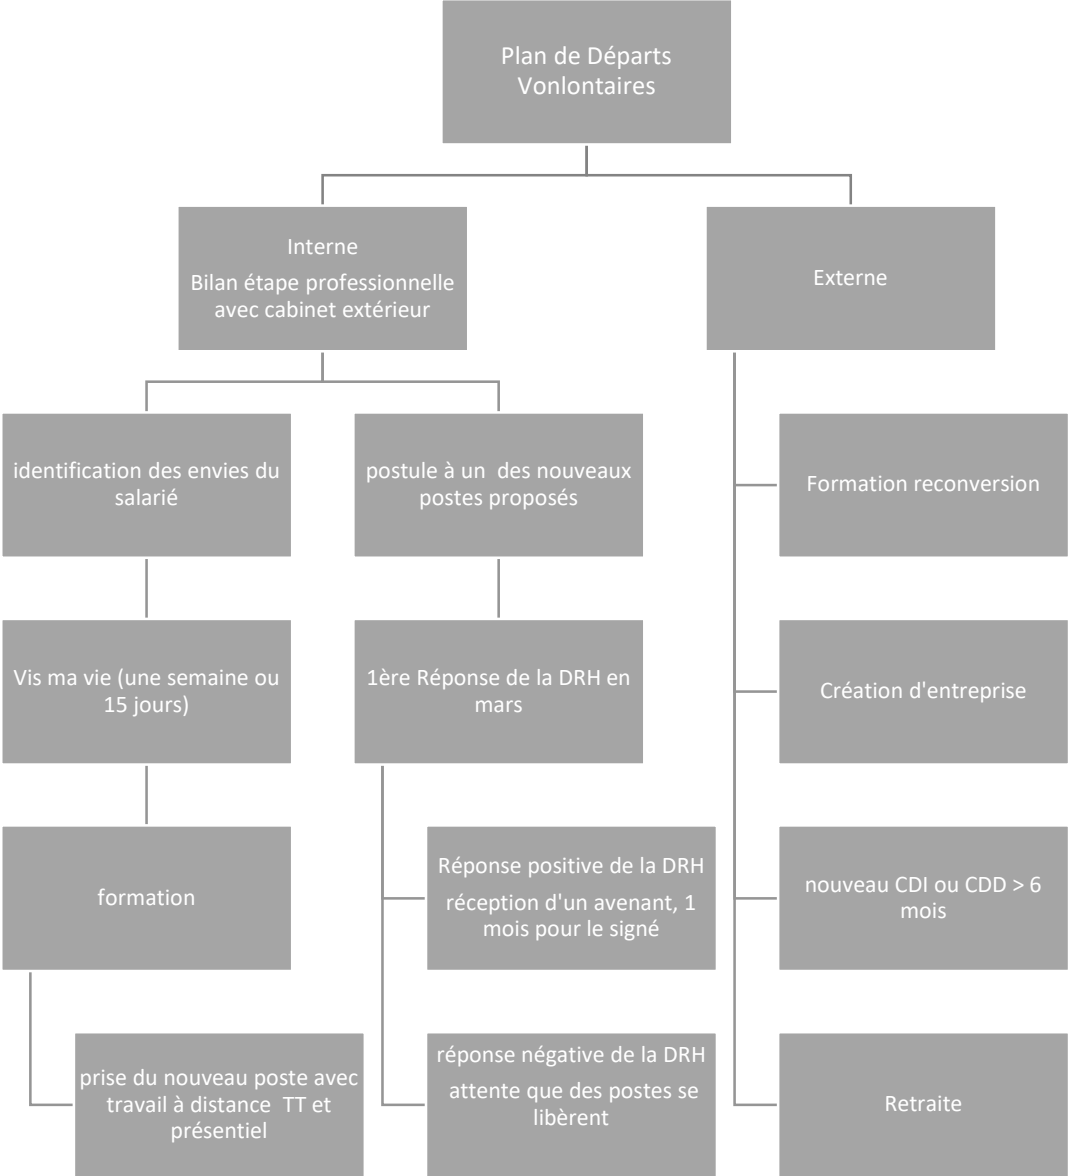 Plan de Départs
Vonlontaires
Interne
Bilan étape professionnelle
avec cabinet extérieur
Externe
identification des envies du
salarié
postule à un  des nouveaux
postes proposés
Formation reconversion
Vis ma vie (une semaine ou
15 jours)
1ère Réponse de la DRH en
mars
Création d'entreprise
formation
Réponse positive de la DRH
réception d'un avenant, 1
mois pour le signé
nouveau CDI ou CDD > 6
mois
prise du nouveau poste avec
travail à distance  TT et
présentiel
réponse négative de la DRH
attente que des postes se
libèrent
Retraite